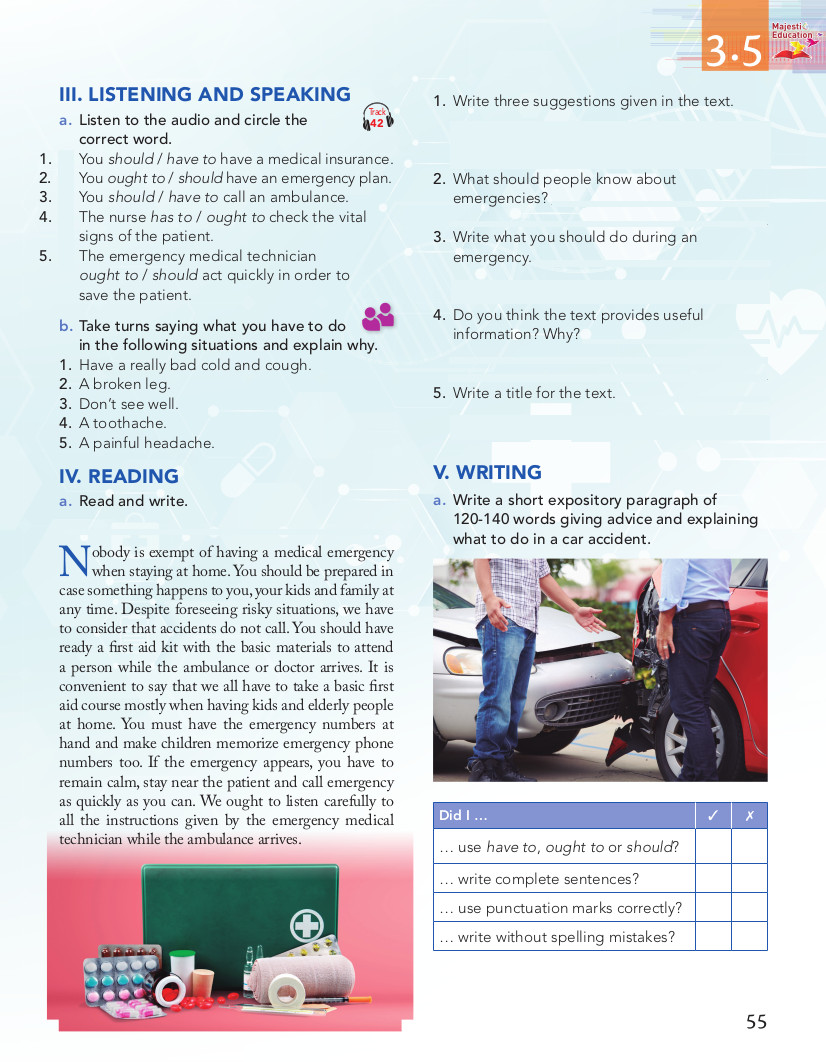 3.5
Majestic
Education
III. LISTENING AND SPEAKING
a. Listen to the audio and circle the
correct word.
Track
42
1. You should / have to have a medical insurance.
2. You ought to / should have an emergency plan.
3. You should / have to call an ambulance.
4. The nurse has to / ought to check the vital
signs of the patient.
5. The emergency medical technician
ought to / should act quickly in order to
save the patient.
b. Take turns saying what you have to do
in the following situations and explain why.
1. Have a really bad cold and cough.
2. A broken leg.
3. Don't see well.
4. A toothache.
5. A painful headache.
IV. READING
a. Read and write.
Nobody is exempt of having a medical emergency
when staying at home. You should be prepared in
case something happens to you, your kids and family at
any time. Despite foreseeing risky situations, we have
to consider that accidents do not call. You should have
ready a first aid kit with the basic materials to attend
a person while the ambulance or doctor arrives. It is
convenient to say that we all have to take a basic first
aid course mostly when having kids and elderly people
at home. You must have the emergency numbers at
hand and make children memorize emergency phone
numbers too. If the emergency appears, you have to
remain calm, stay near the patient and call emergency
as quickly as you can. We ought to listen carefully to
all the instructions given by the emergency medical
technician while the ambulance arrives.
1. Write three suggestions given in the text.
2. What should people know about
emergencies?
3. Write what you should do during an
emergency.
4. Do you think the text provides useful
information? Why?
5. Write a title for the text.
V. WRITING
a. Write a short expository paragraph of
120-140 words giving advice and explaining
what to do in a car accident.
Did I ... ✓ ✗
... use have to, ought to or should?
... write complete sentences?
... use punctuation marks correctly?
... write without spelling mistakes?
55